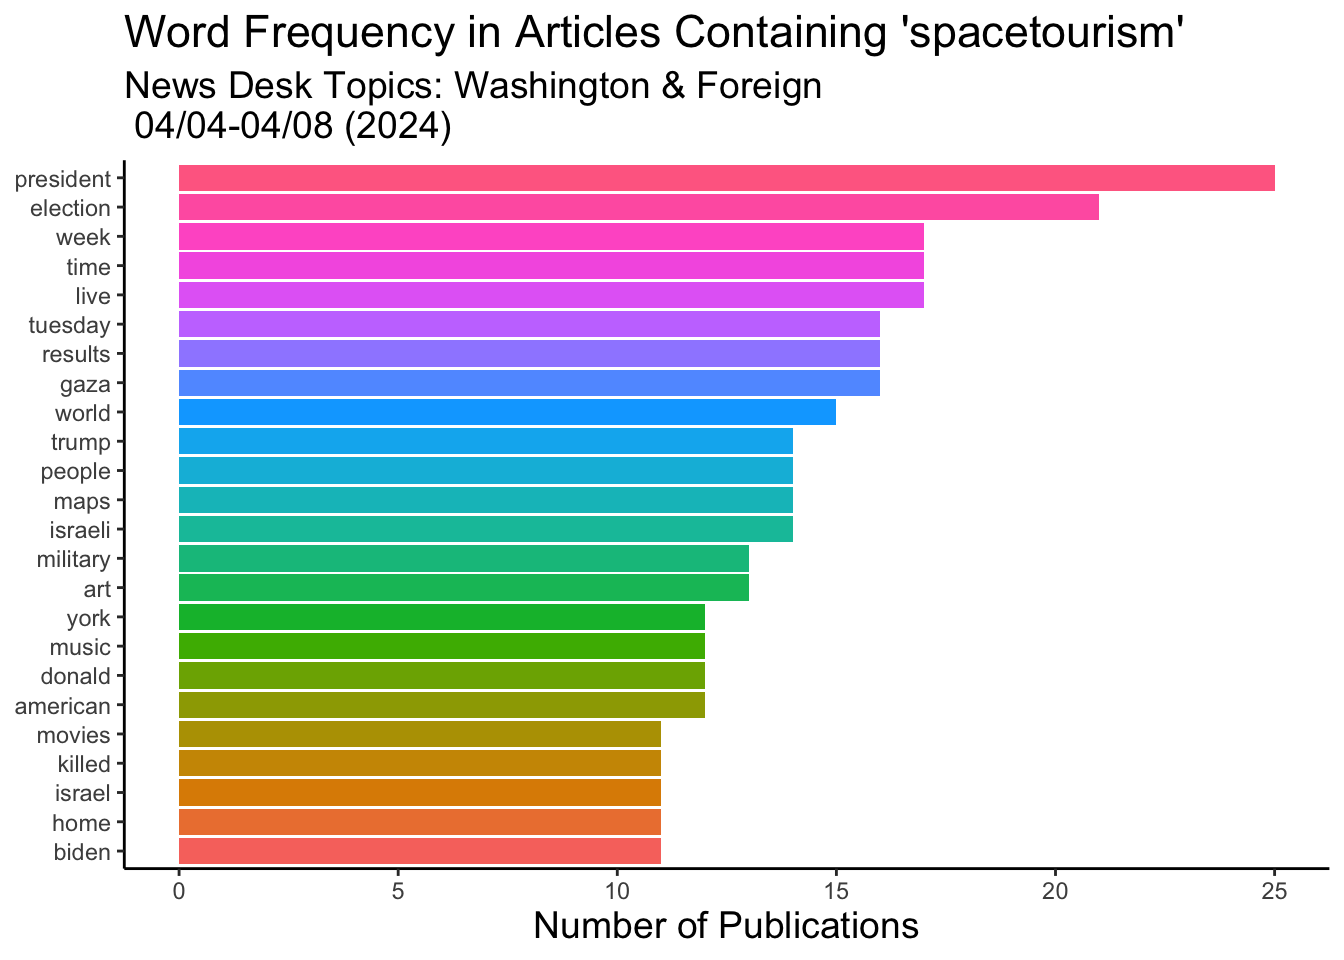 Word Frequency in Articles Containing 'spacetourism'
News Desk Topics: Washington & Foreign
04/04-04/08 (2024)
president
election
week
time
live
tuesday
results
gaza
world
trump
people
maps
israeli
military
art
york
music
donald
american
movies
killed
israel
home
biden
0 5 10 15 20 25
Number of Publications